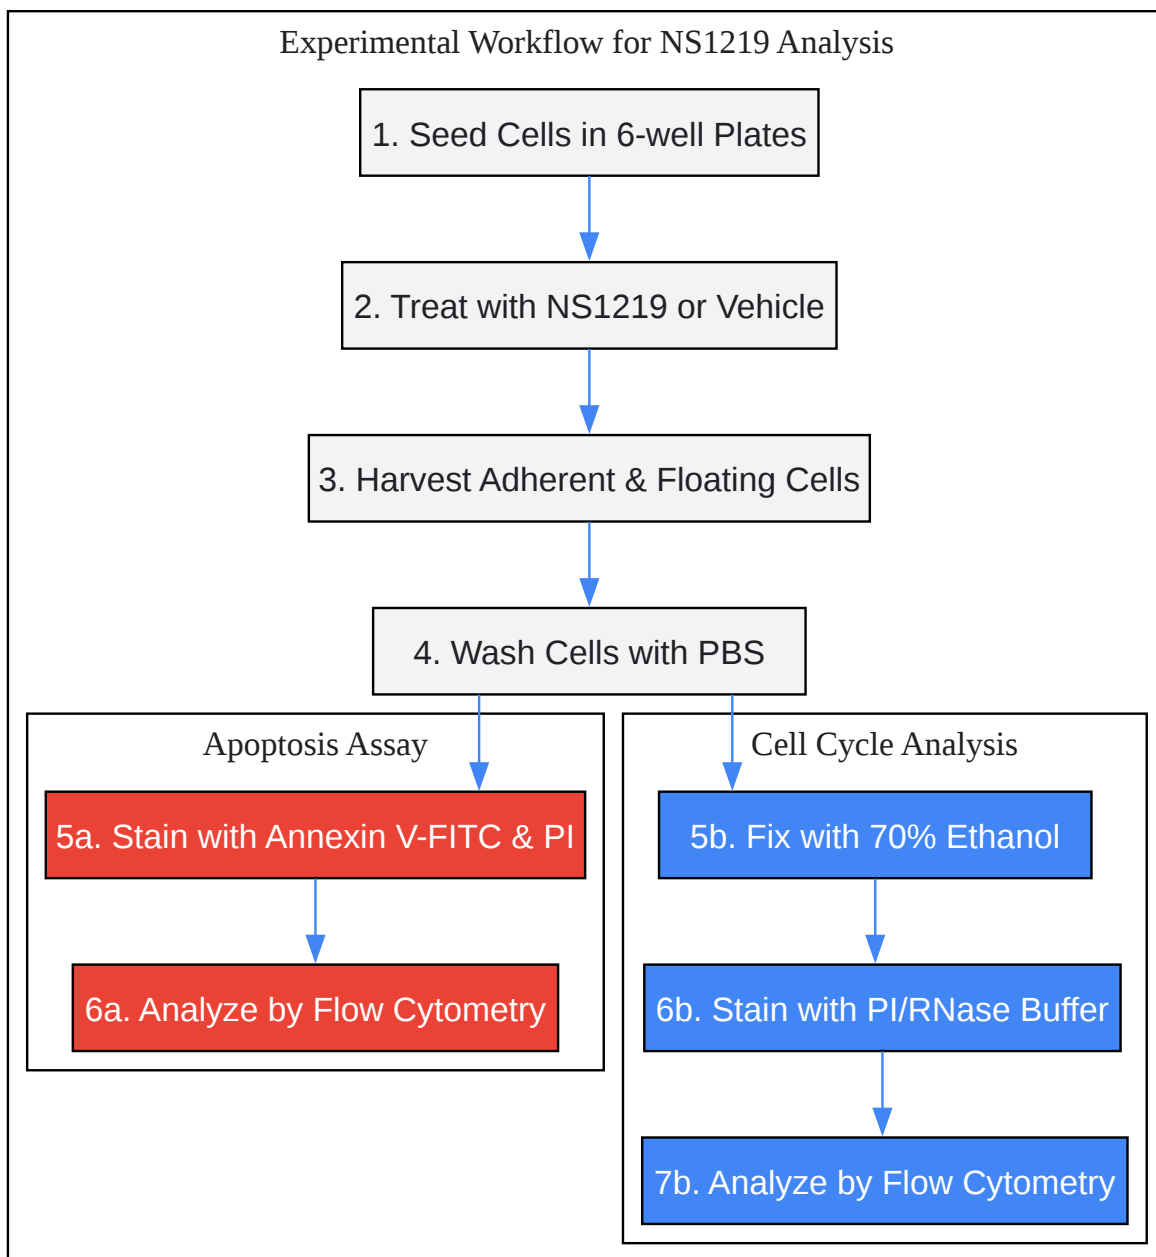 Experimental Workflow for NS1219 Analysis
1. Seed Cells in 6-well Plates
2. Treat with NS1219 or Vehicle
3. Harvest Adherent & Floating Cells
4. Wash Cells with PBS
Apoptosis Assay
5a. Stain with Annexin V-FITC & PI
6a. Analyze by Flow Cytometry
Cell Cycle Analysis
5b. Fix with 70% Ethanol
6b. Stain with PI/RNase Buffer
7b. Analyze by Flow Cytometry